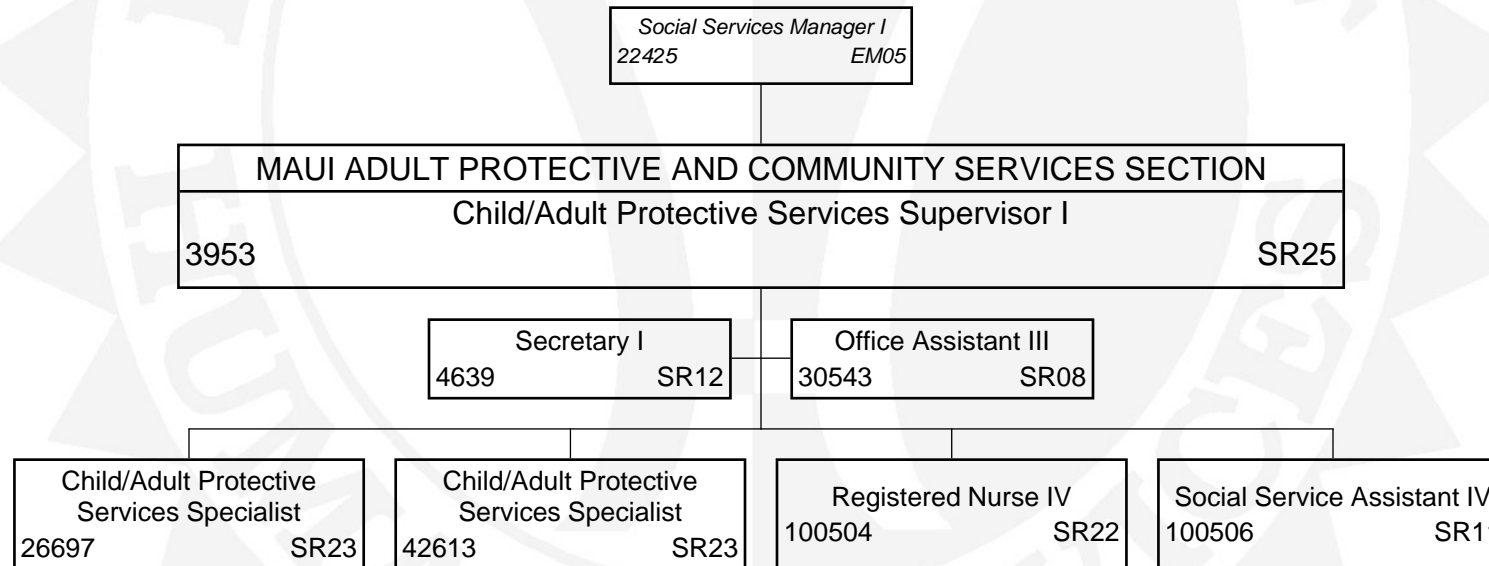 Social Services Manager I
22425 EM05
MAUI ADULT PROTECTIVE AND COMMUNITY SERVICES SECTION
Child/Adult Protective Services Supervisor I
3953 SR25
Secretary I
4639 SR12
Office Assistant III
30543 SR08
Child/Adult Protective
Services Specialist
26697 SR23
Child/Adult Protective
Services Specialist
42613 SR23
Registered Nurse IV
100504 SR22
Social Service Assistant IV
100506
HUM
VICES